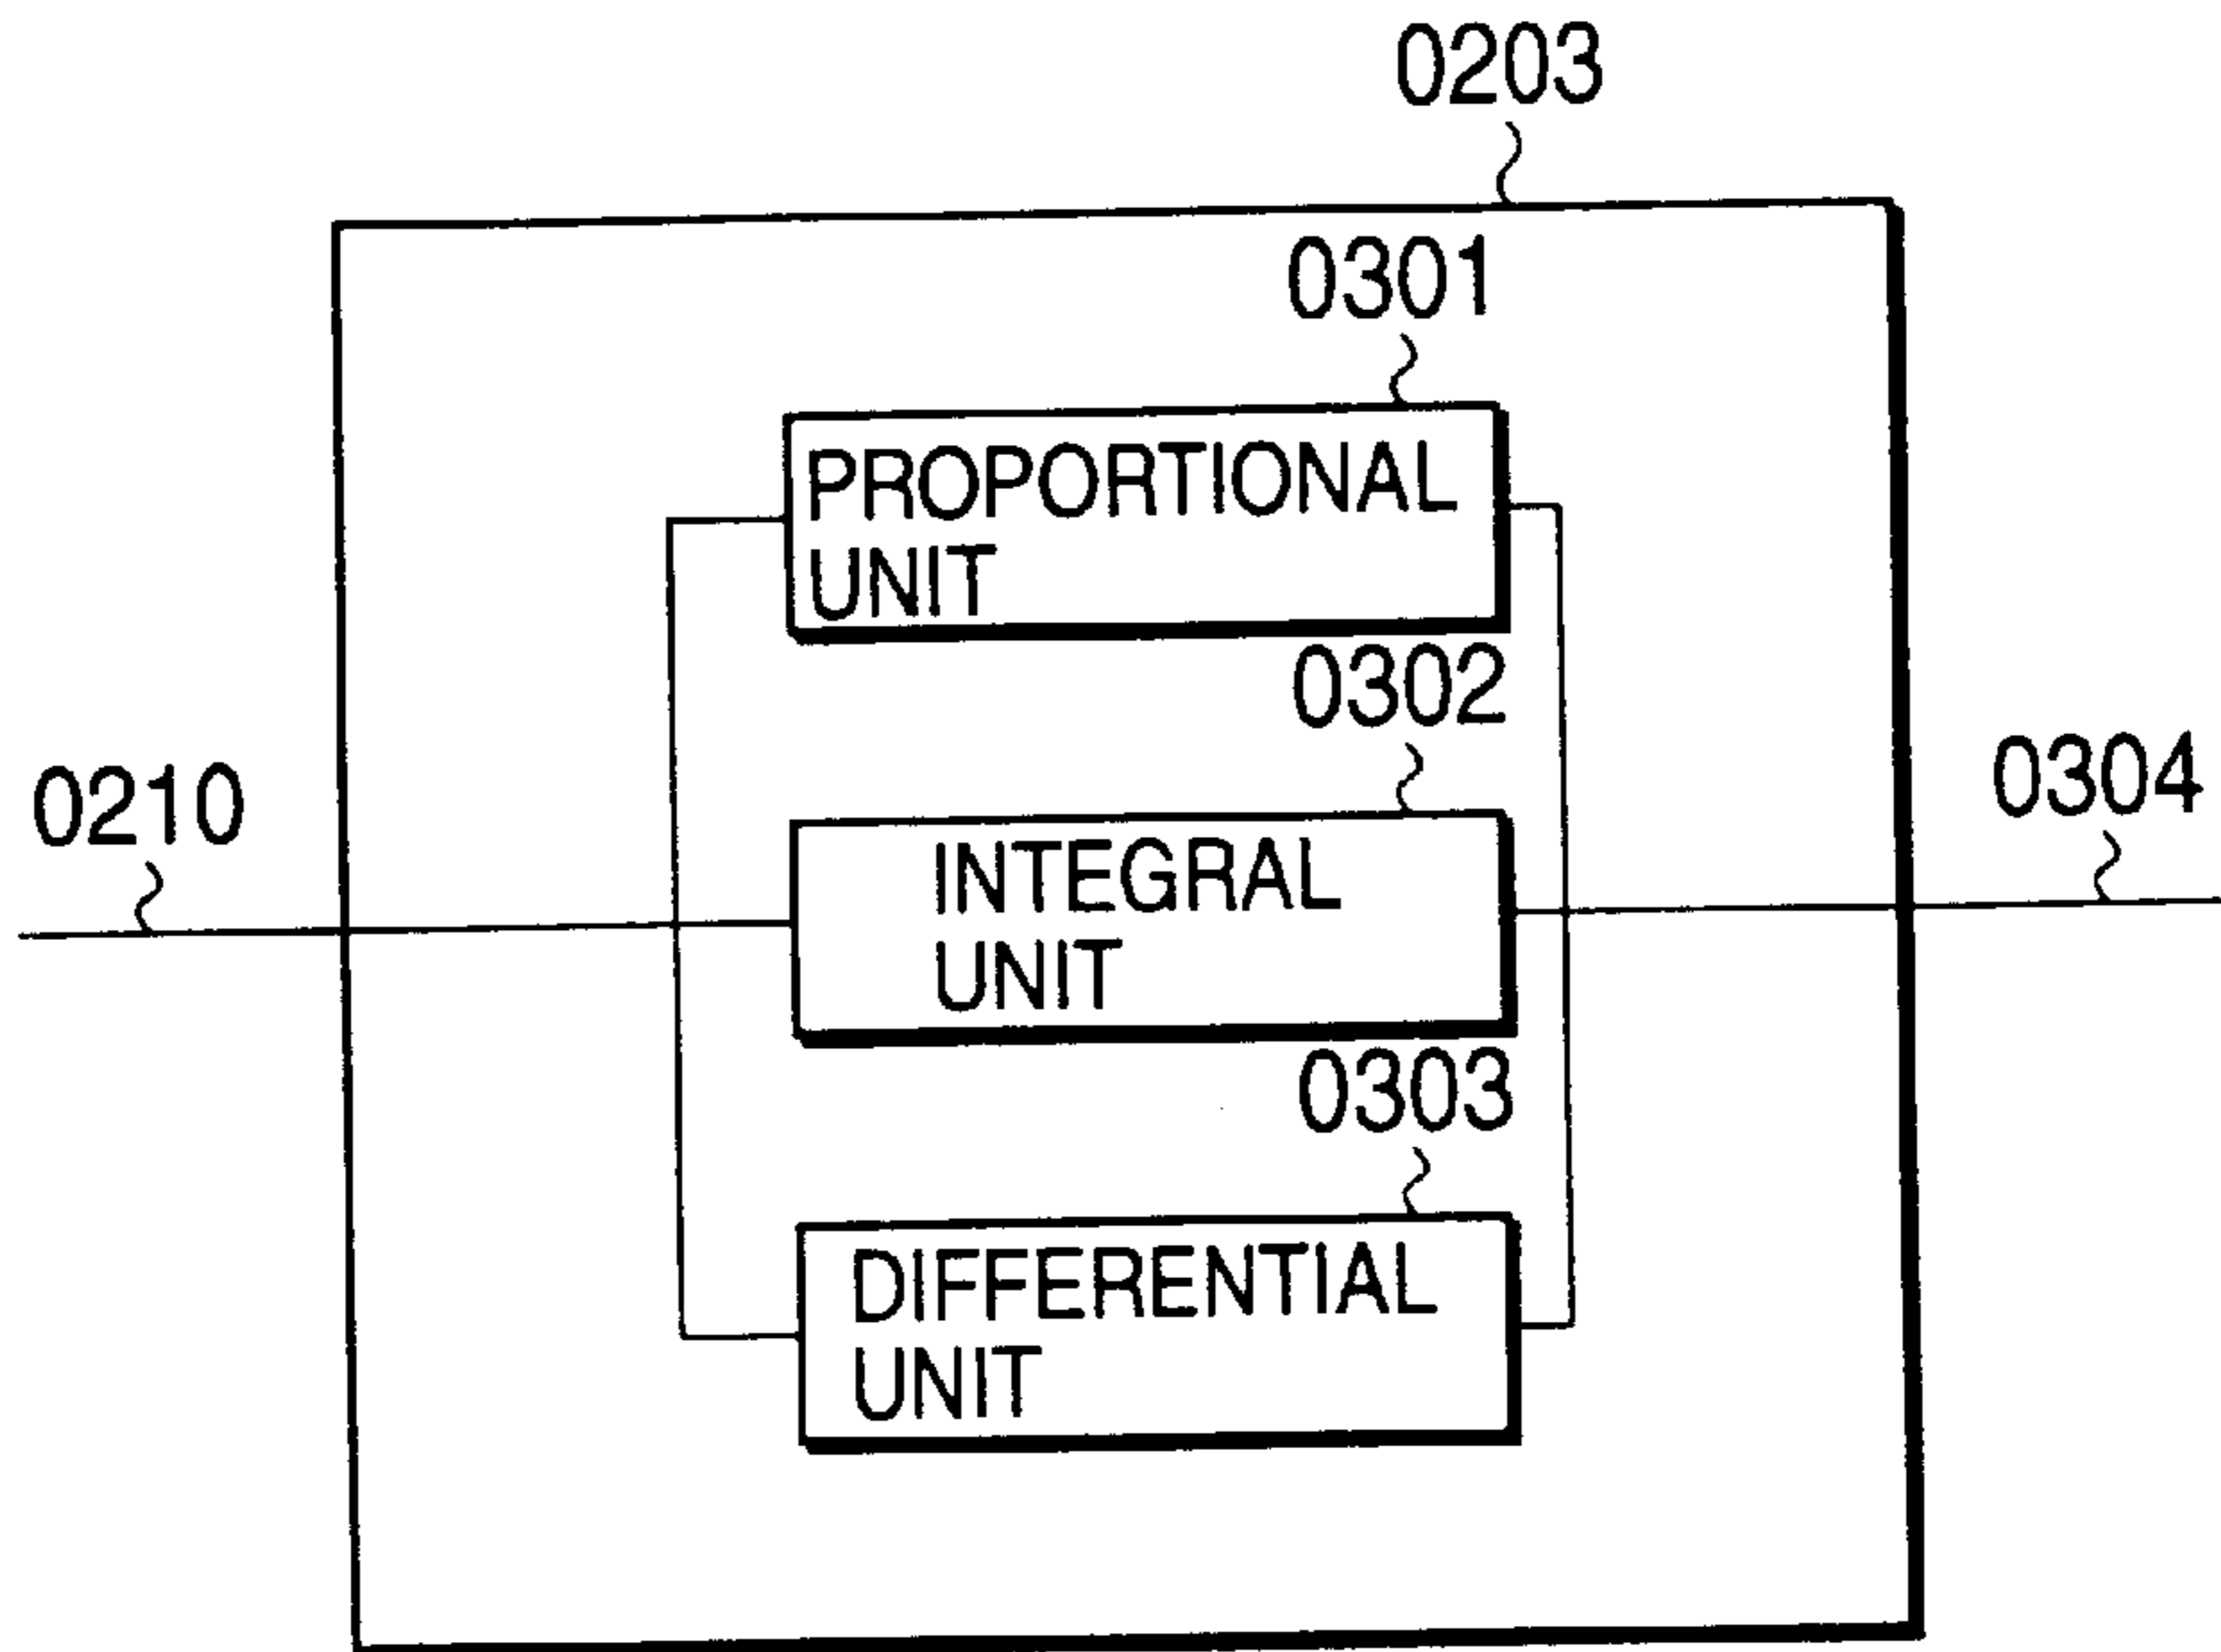 0203
0301
PROPORTIONAL
UNIT
0302
0210
0304
INTEGRAL
UNIT
0303
DIFFERENTIAL
UNIT